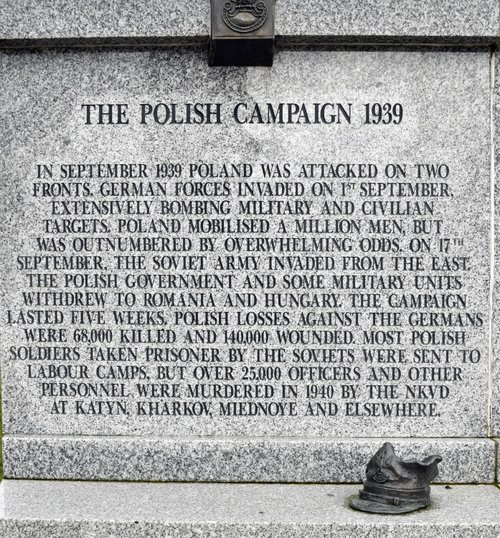 THE POLISH CAMPAIGN 1939
IN SEPTEMBER 1939 POLAND WAS ATTACKED ON TWO
FRONTS. GERMAN FORCES INVADED ON 1ST SEPTEMBER,
EXTENSIVELY BOMBING MILITARY AND CIVILIAN
TARGETS. POLAND MOBILISED A MILLION MEN, BUT
WAS OUTNUMBERED BY OVERWHELMING ODDS. ON 17TH
SEPTEMBER, THE SOVIET ARMY INVADED FROM THE EAST.
THE POLISH GOVERNMENT AND SOME MILITARY UNITS
WITHDREW TO ROMANIA AND HUNGARY. THE CAMPAIGN
LASTED FIVE WEEKS. POLISH LOSSES AGAINST THE GERMANS
WERE 68,000 KILLED AND 140,000 WOUNDED. MOST POLISH
SOLDIERS TAKEN PRISONER BY THE SOVIETS WERE SENT TO
LABOUR CAMPS, BUT OVER 25,000 OFFICERS AND OTHER
PERSONNEL WERE MURDERED IN 1940 BY THE NKVD
AT KATYN, KHARKOV, MIEDNOYE AND ELSEWHERE.